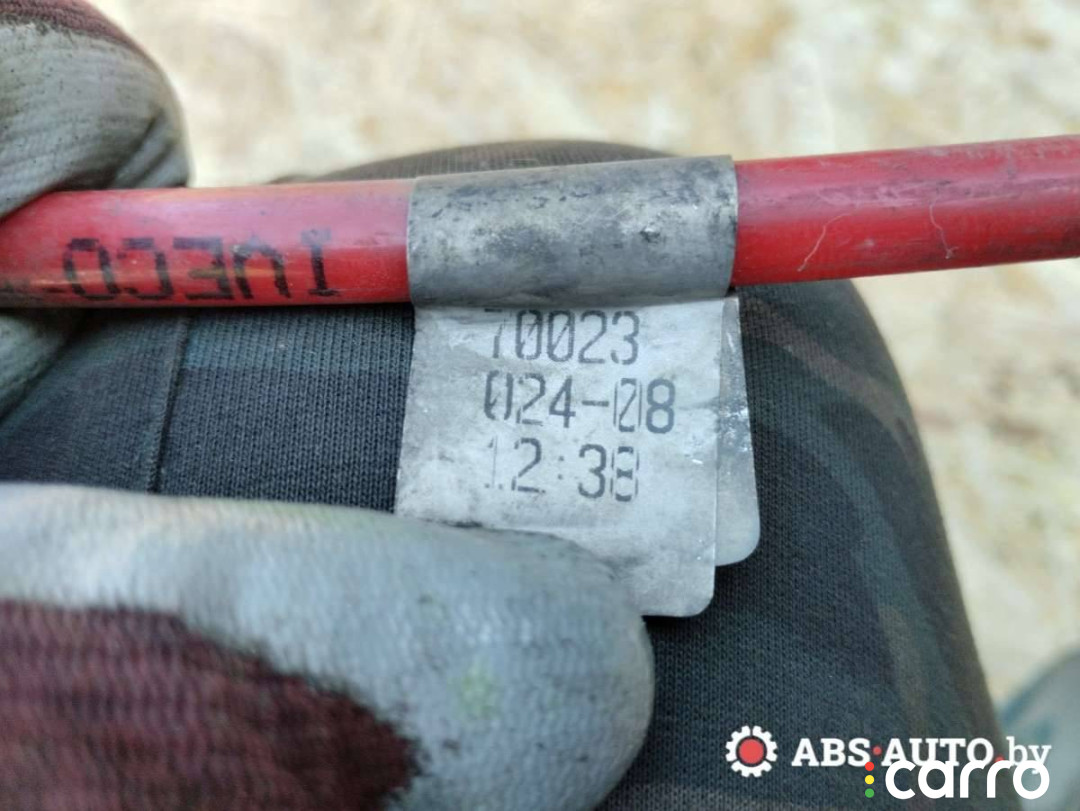 IVECO
70023
024-08
12:38
ABS-AUTO.by
carro